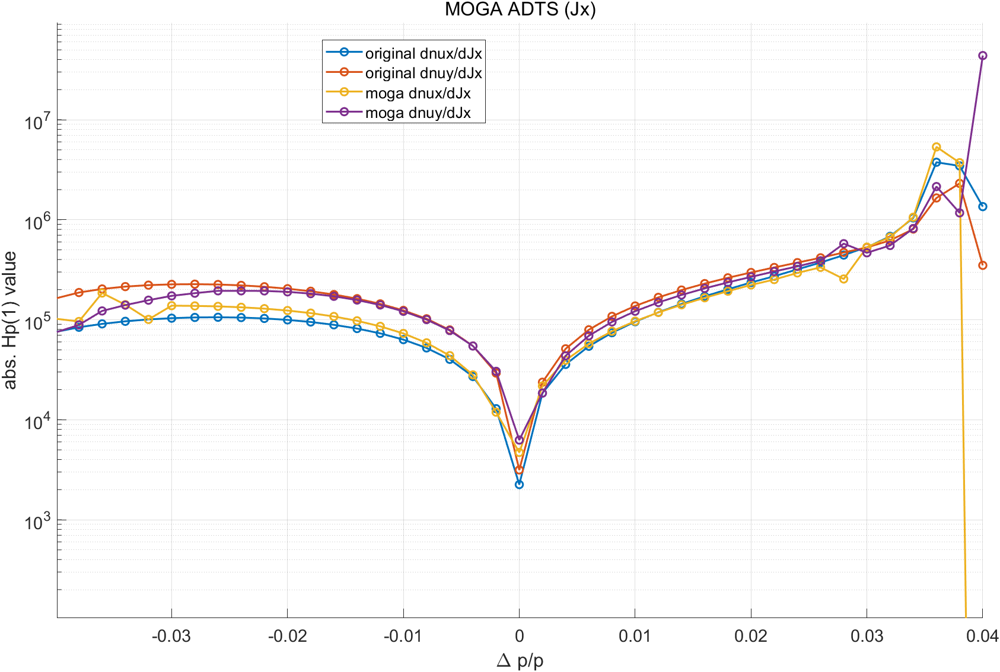 MOGA ADTS (Jx)
original dnux/dJx
original dnuy/dJx
moga dnux/dJx
moga dnuy/dJx
abs. Hp(1) value
10^7
10^6
10^5
10^4
10^3
-0.03 -0.02 -0.01 0 0.01 0.02 0.03 0.04
Δ p/p